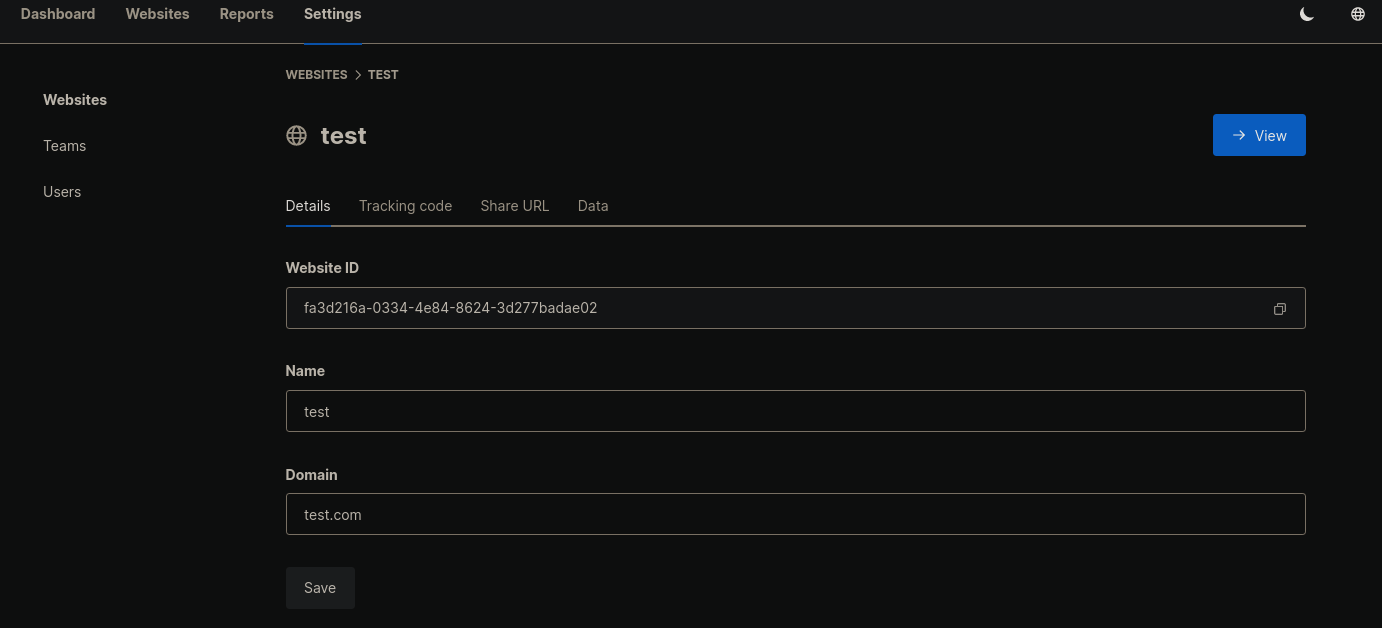 Dashboard Websites Reports Settings
WEBSITES > TEST
Websites
Teams
Users
test
View
Details Tracking code Share URL Data
Website ID
fa3d216a-0334-4e84-8624-3d277badae02
Name
test
Domain
test.com
Save